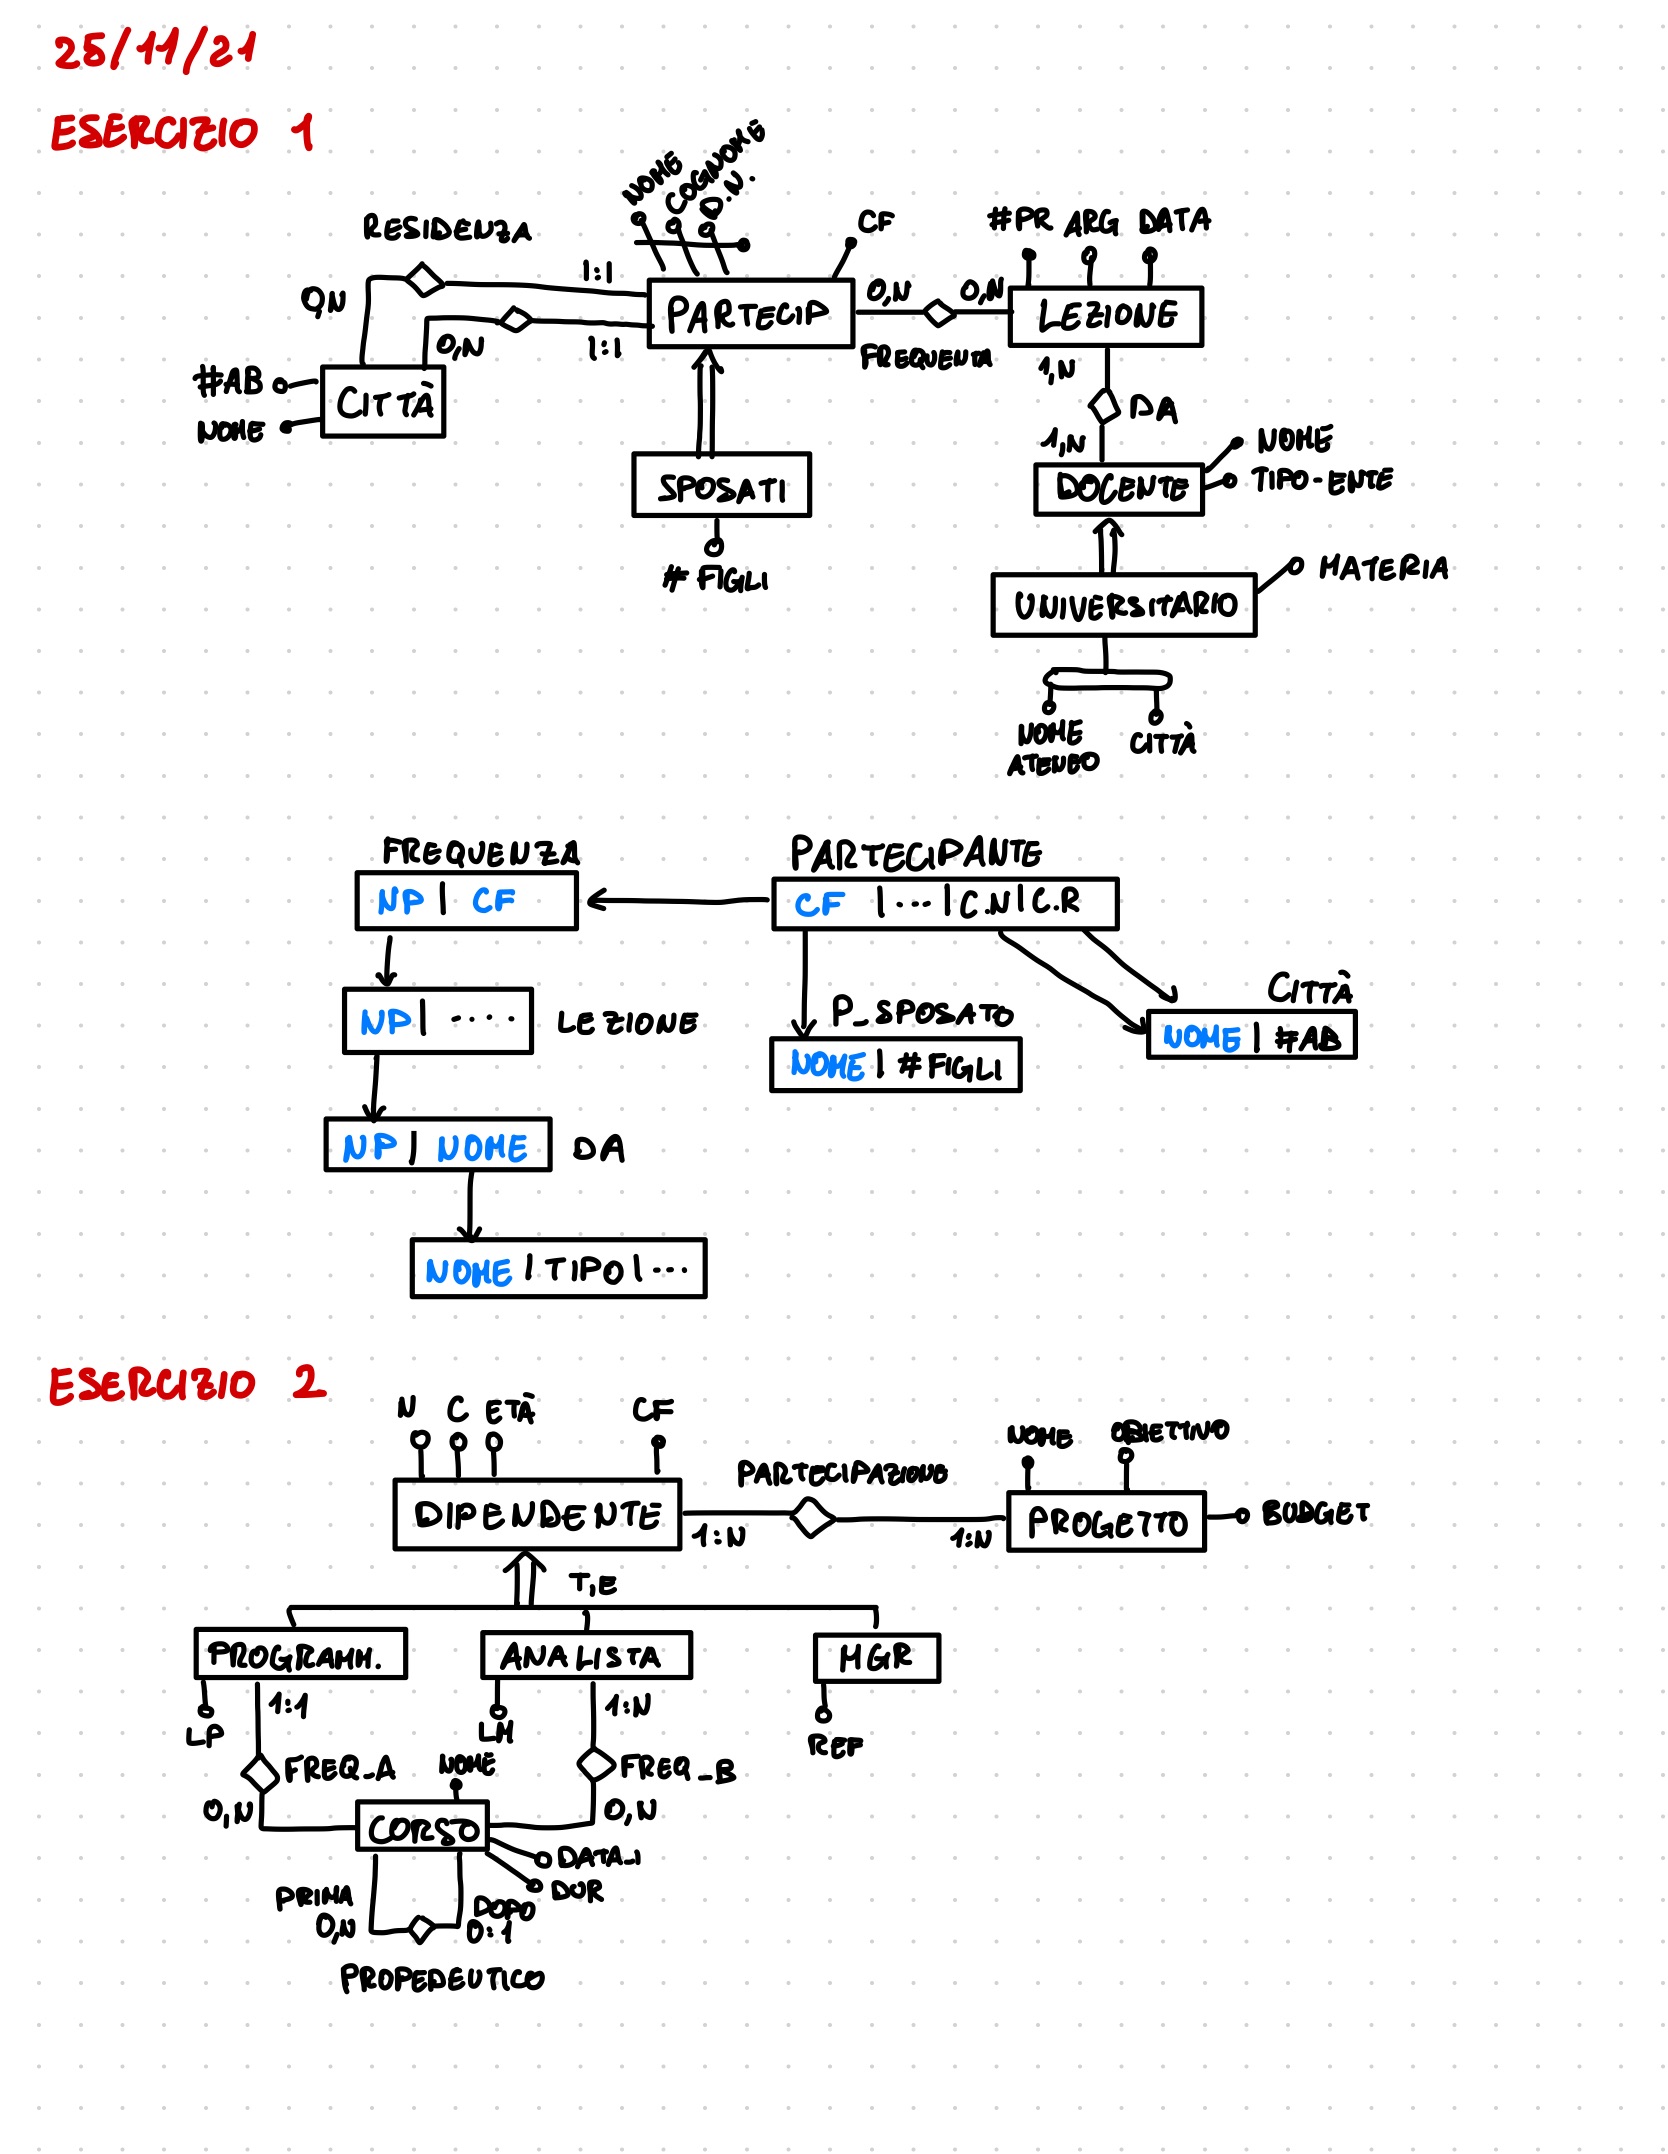 25/11/21
ESERCIZIO 1
NOME
COGNOME
D.N.
CF
RESIDENZA
#PR ARG DATA
1:1
0,N
PARTECIP
0,N
0,N
LEZIONE
0,N
1:1
FREQUENTA
1,N
#AB
CITTÀ
DA
NOME
1,N
NOME
SPOSATI
DOCENTE
TIPO-ENTE
# FIGLI
MATERIA
UNIVERSITARIO
NOME
ATENEO
CITTÀ
FREQUENZA
PARTECIPANTE
NP | CF
CF | ... | C.N | C.R
CITTÀ
P_SPOSATO
NP | ....
LEZIONE
NOME | #AB
NOME | # FIGLI
NP | NOME
DA
NOME | TIPO | ...
ESERCIZIO 2
N C ETÀ CF
NOME
OBIETTIVO
PARTECIPAZIONE
DIPENDENTE
1:N
1:N
PROGETTO
BUDGET
T,E
PROGRAMM.
ANALISTA
MGR
1:1
1:N
LP
LM
REF
FREQ_A
NOME
FREQ_B
0,N
CORSO
0,N
DATA_I
DUR
PRIMA
0,N
DOPO
0:1
PROPEDEUTICO